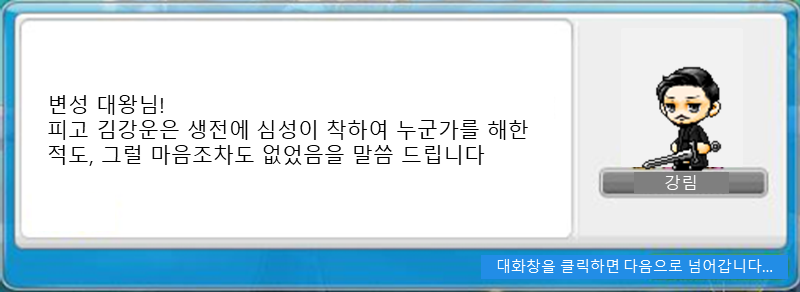 변성 대왕님!
피고 김강운은 생전에 심성이 착하여 누군가를 해한
적도, 그럴 마음조차도 없었음을 말씀 드립니다
강림
대화창을 클릭하면 다음으로 넘어갑니다...